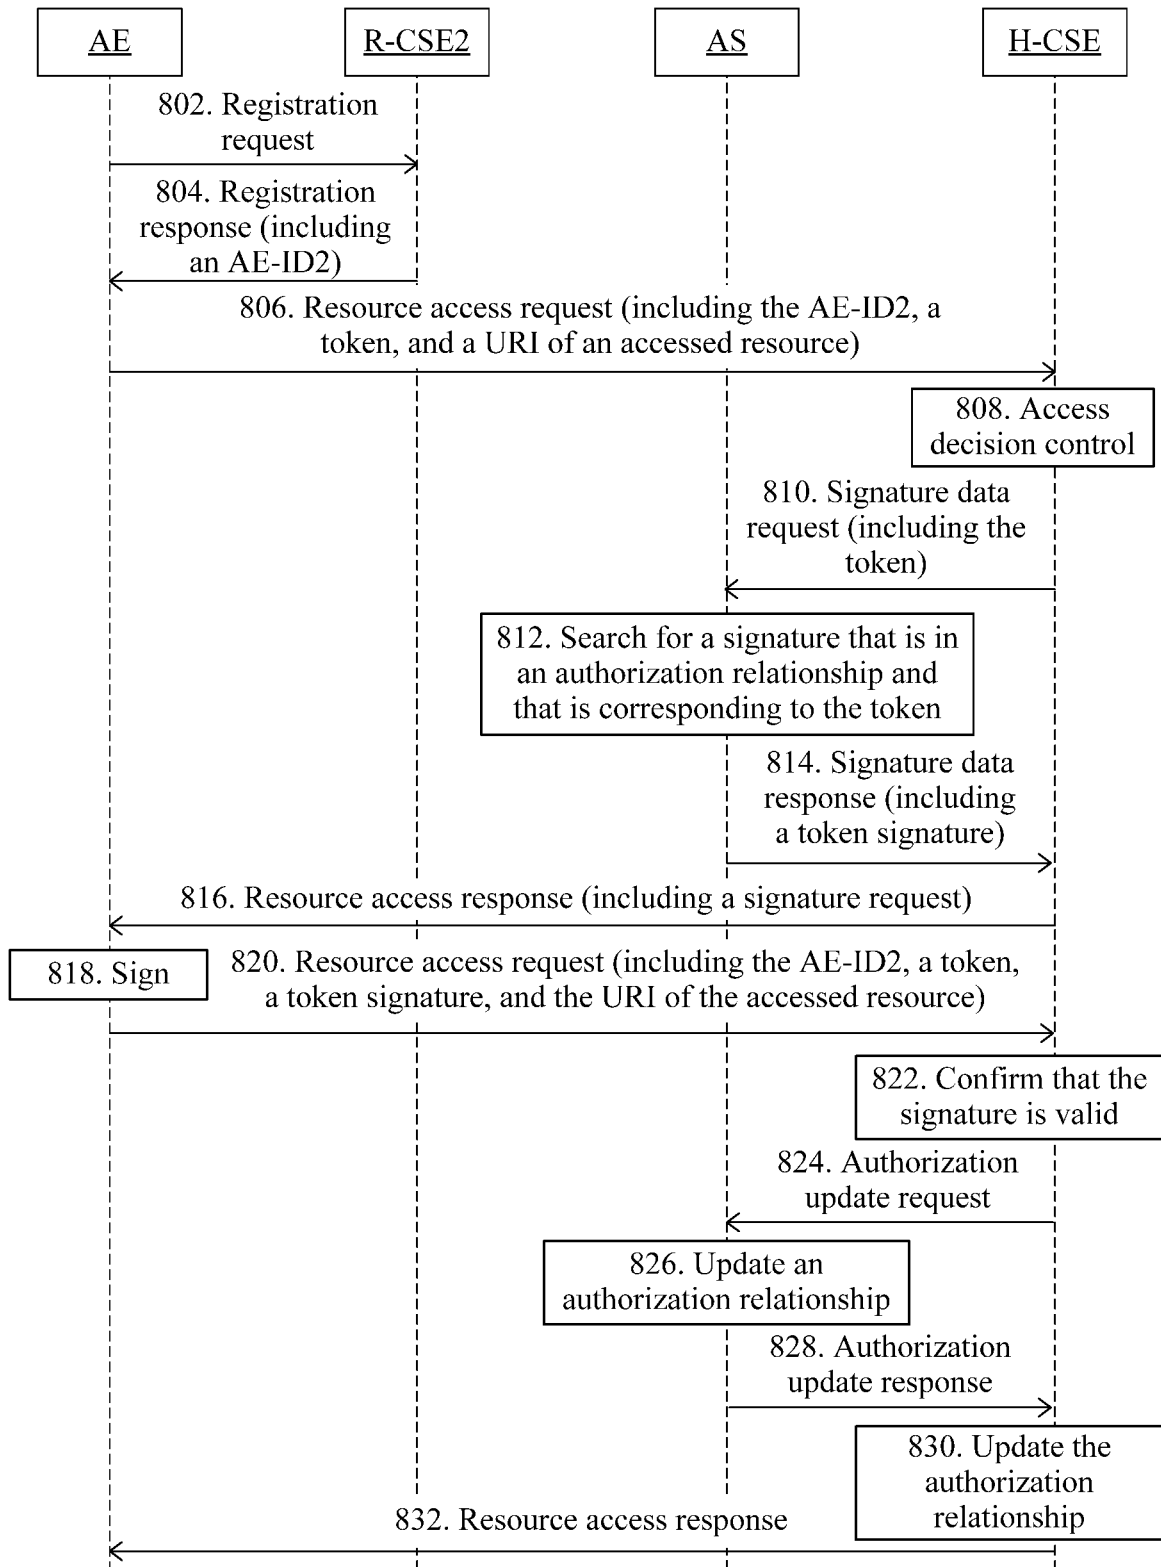 AE
R-CSE2
AS
H-CSE
802. Registration
request
804. Registration
response (including
an AE-ID2)
806. Resource access request (including the AE-ID2, a
token, and a URI of an accessed resource)
808. Access
decision control
810. Signature data
request (including the
token)
812. Search for a signature that is in
an authorization relationship and
that is corresponding to the token
814. Signature data
response (including
a token signature)
816. Resource access response (including a signature request)
818. Sign
820. Resource access request (including the AE-ID2, a token,
a token signature, and the URI of the accessed resource)
822. Confirm that the
signature is valid
824. Authorization
update request
826. Update an
authorization relationship
828. Authorization
update response
830. Update the
authorization
relationship
832. Resource access response